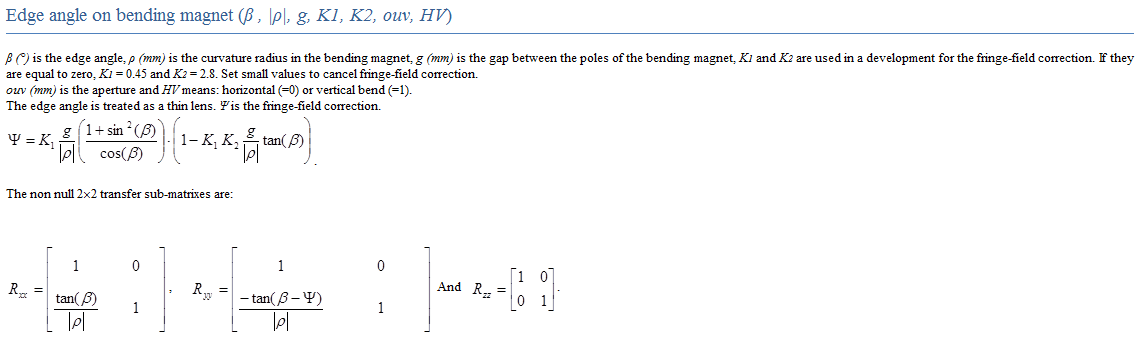 Edge angle on bending magnet (β , |ρ|, g, K1, K2, ouv, HV)
β (°) is the edge angle, ρ (mm) is the curvature radius in the bending magnet, g (mm) is the gap between the poles of the bending magnet, K1 and K2 are used in a development for the fringe-field correction. If they
are equal to zero, K1 = 0.45 and K2 = 2.8. Set small values to cancel fringe-field correction.
ouv (mm) is the aperture and HV means: horizontal (=0) or vertical bend (=1).
The edge angle is treated as a thin lens. Ψ is the fringe-field correction.
Ψ = K₁ g/|ρ| ((1 + sin²(β))/cos(β)) · (1 − K₁ K₂ g/|ρ| tan(β)).
The non null 2×2 transfer sub-matrixes are:
Rxx = [1 0; tan(β)/|ρ| 1], Ryy = [1 0; −tan(β − Ψ)/|ρ| 1] And Rzz = [1 0; 0 1].